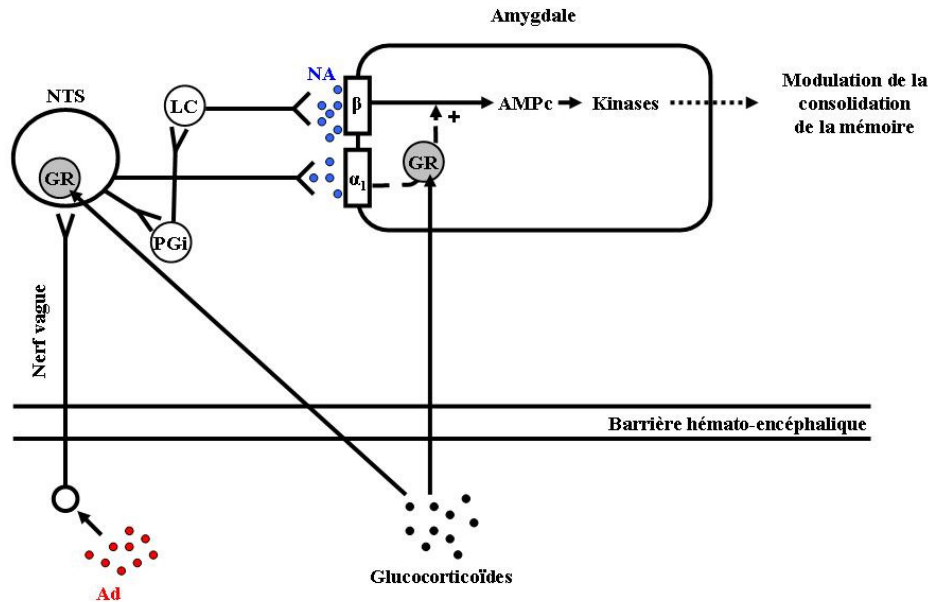 Amygdale
NA
NTS
LC
β
AMPc
Kinases
Modulation de la
consolidation
de la mémoire
+
GR
GR
α1
PGi
Nerf vague
Barrière hémato-encéphalique
Glucocorticoïdes
Ad